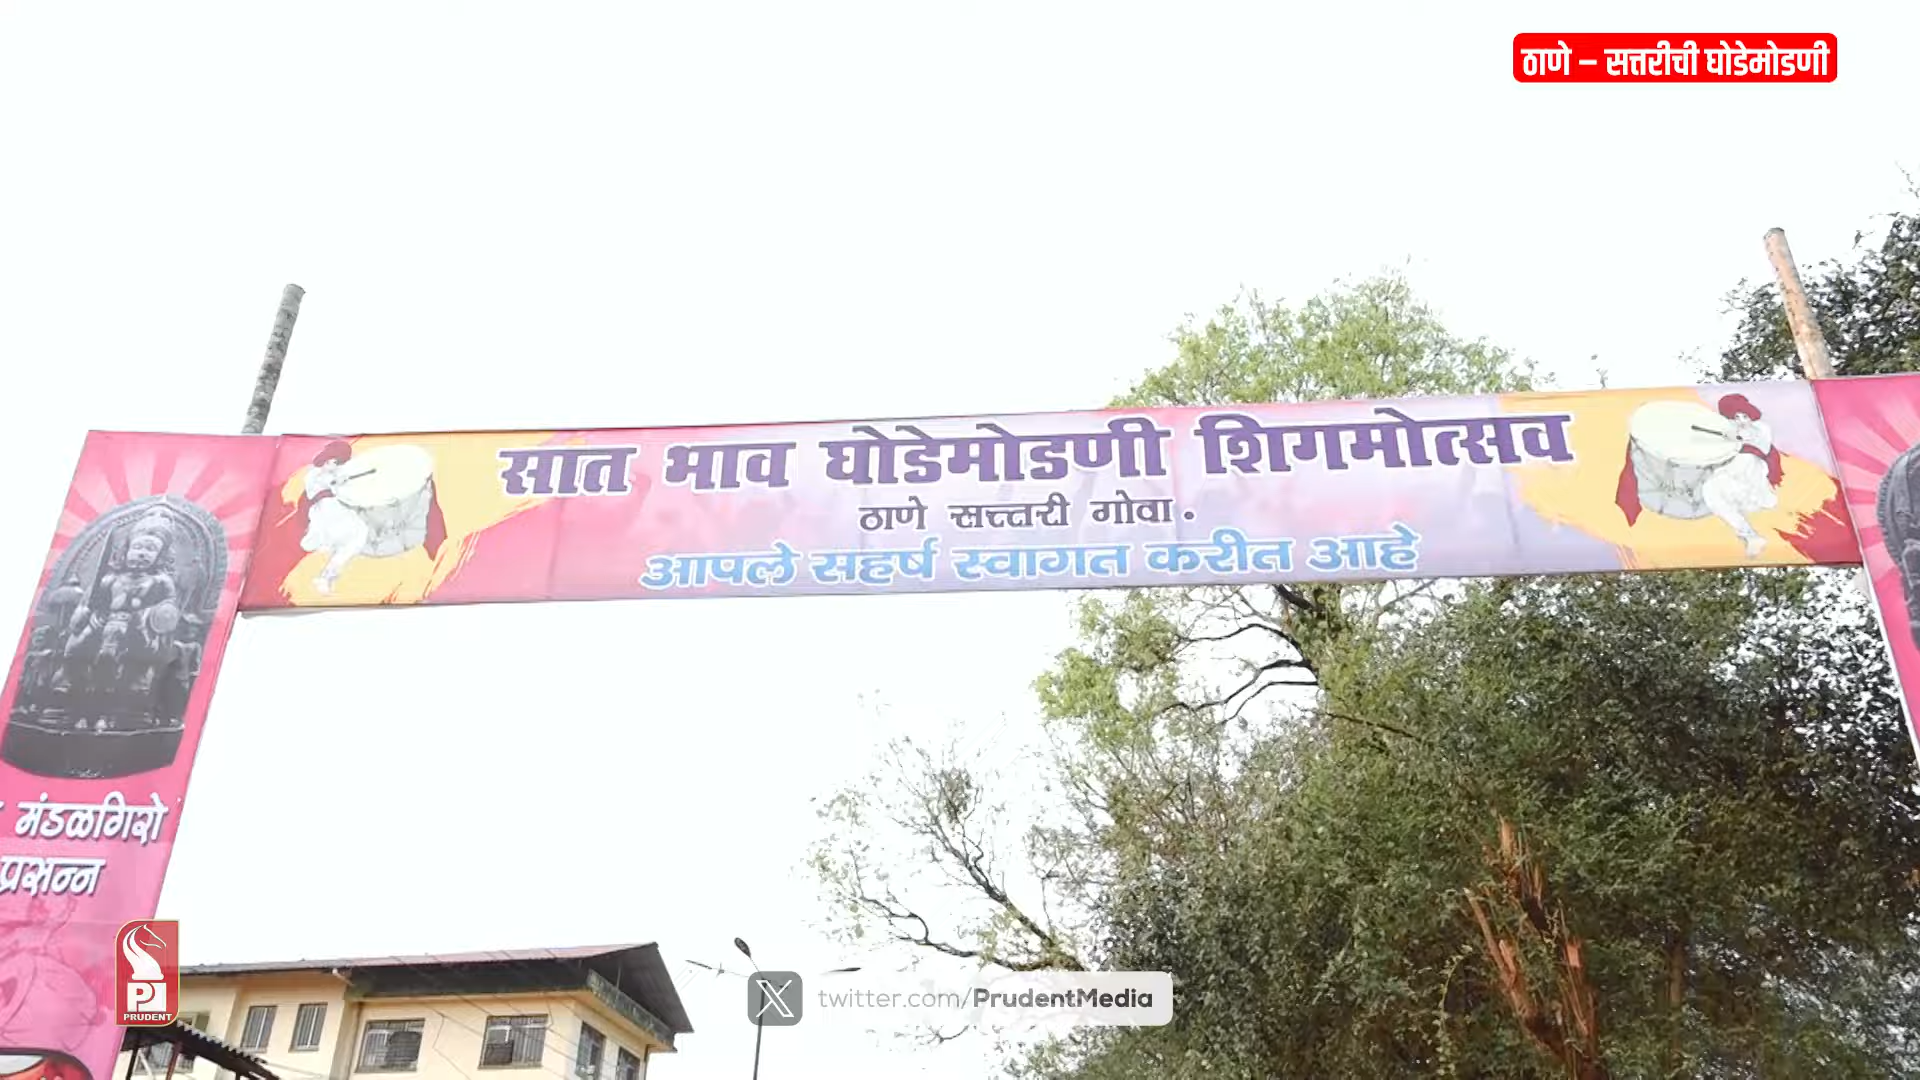 ठाणे – सत्तरीची घोडेमोडणी
सात भाव घोडेमोडणी शिगमोत्सव
ठाणे सत्तरी गोवा.
आपले सहर्ष स्वागत करीत आहे
मंडळगिरो
प्रसन्न
PRUDENT
twitter.com/PrudentMedia